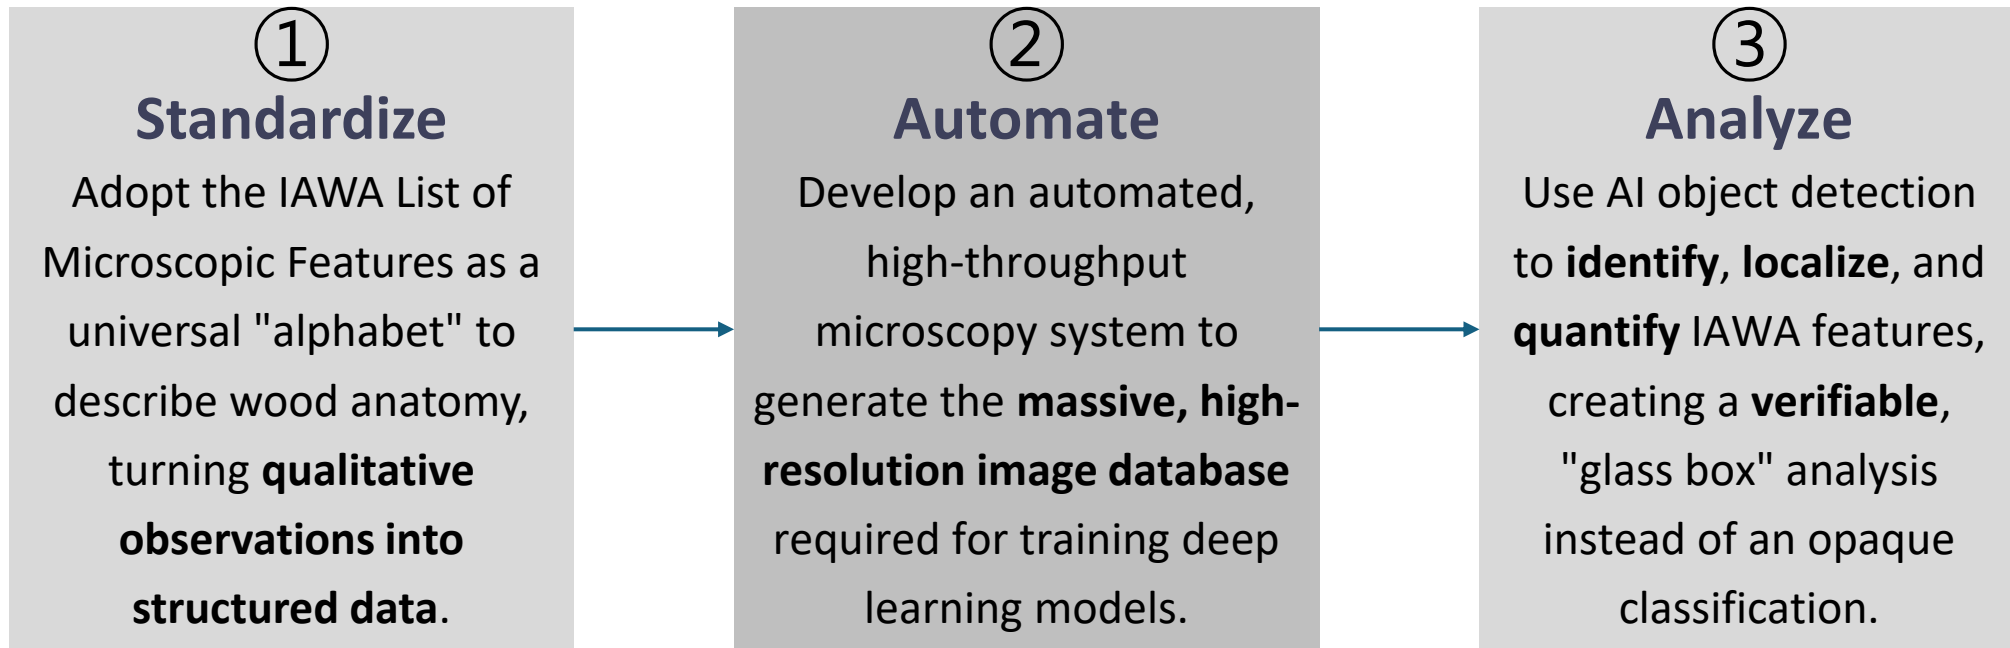 ①
Standardize
Adopt the IAWA List of
Microscopic Features as a
universal "alphabet" to
describe wood anatomy,
turning qualitative
observations into
structured data.
②
Automate
Develop an automated,
high-throughput
microscopy system to
generate the massive, high-
resolution image database
required for training deep
learning models.
③
Analyze
Use AI object detection
to identify, localize, and
quantify IAWA features,
creating a verifiable,
"glass box" analysis
instead of an opaque
classification.